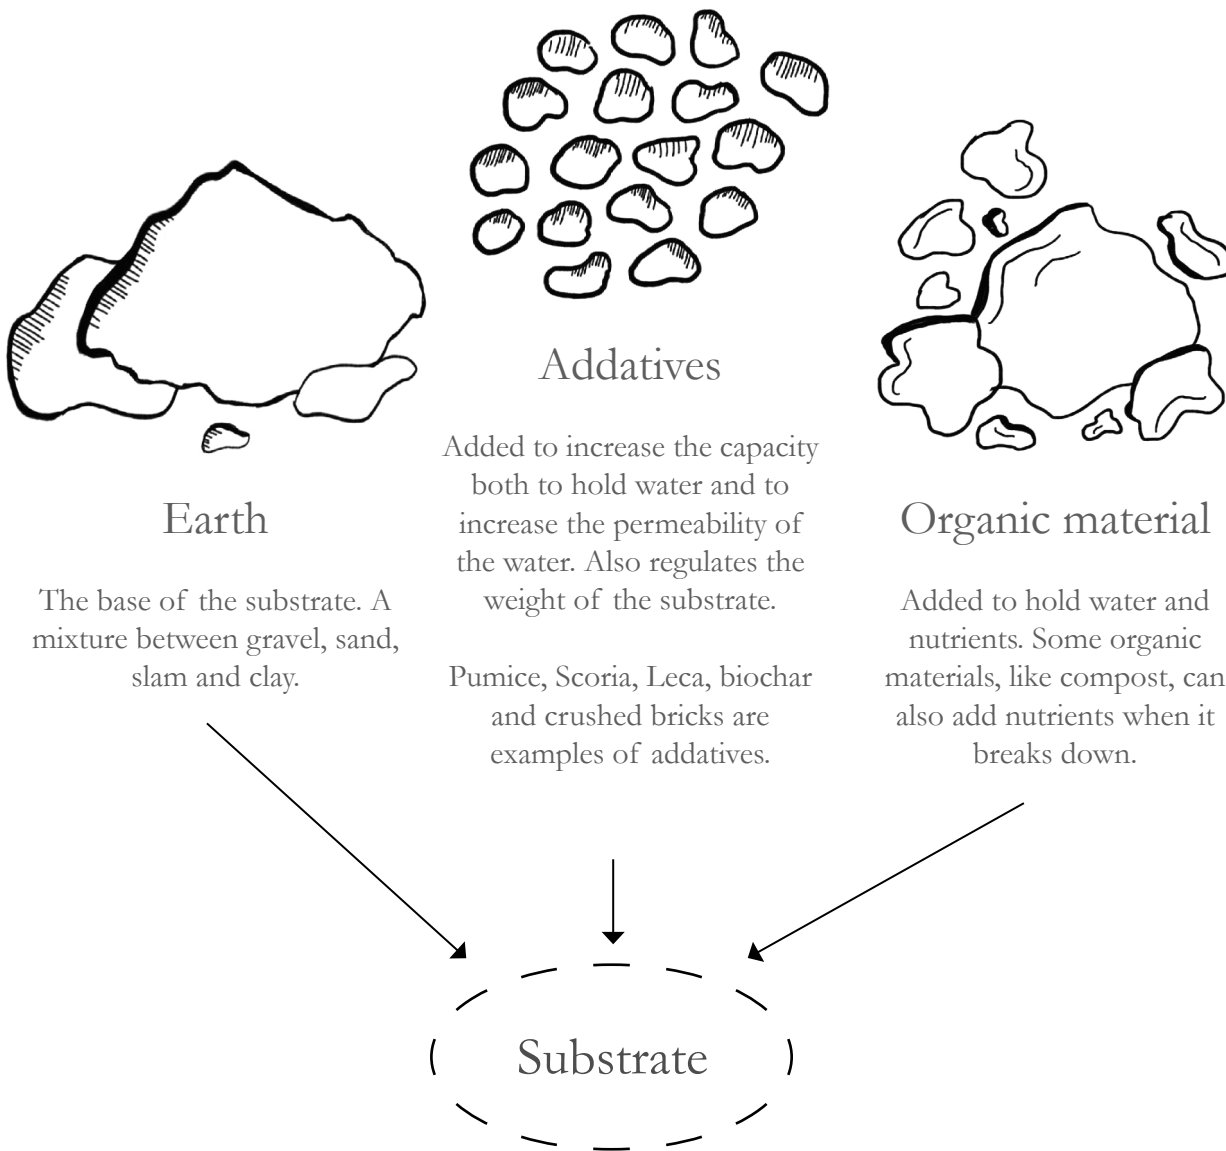 Earth
The base of the substrate. A
mixture between gravel, sand,
slam and clay.
Addatives
Added to increase the capacity
both to hold water and to
increase the permeability of
the water. Also regulates the
weight of the substrate.
Pumice, Scoria, Leca, biochar
and crushed bricks are
examples of addatives.
Organic material
Added to hold water and
nutrients. Some organic
materials, like compost, can
also add nutrients when it
breaks down.
Substrate